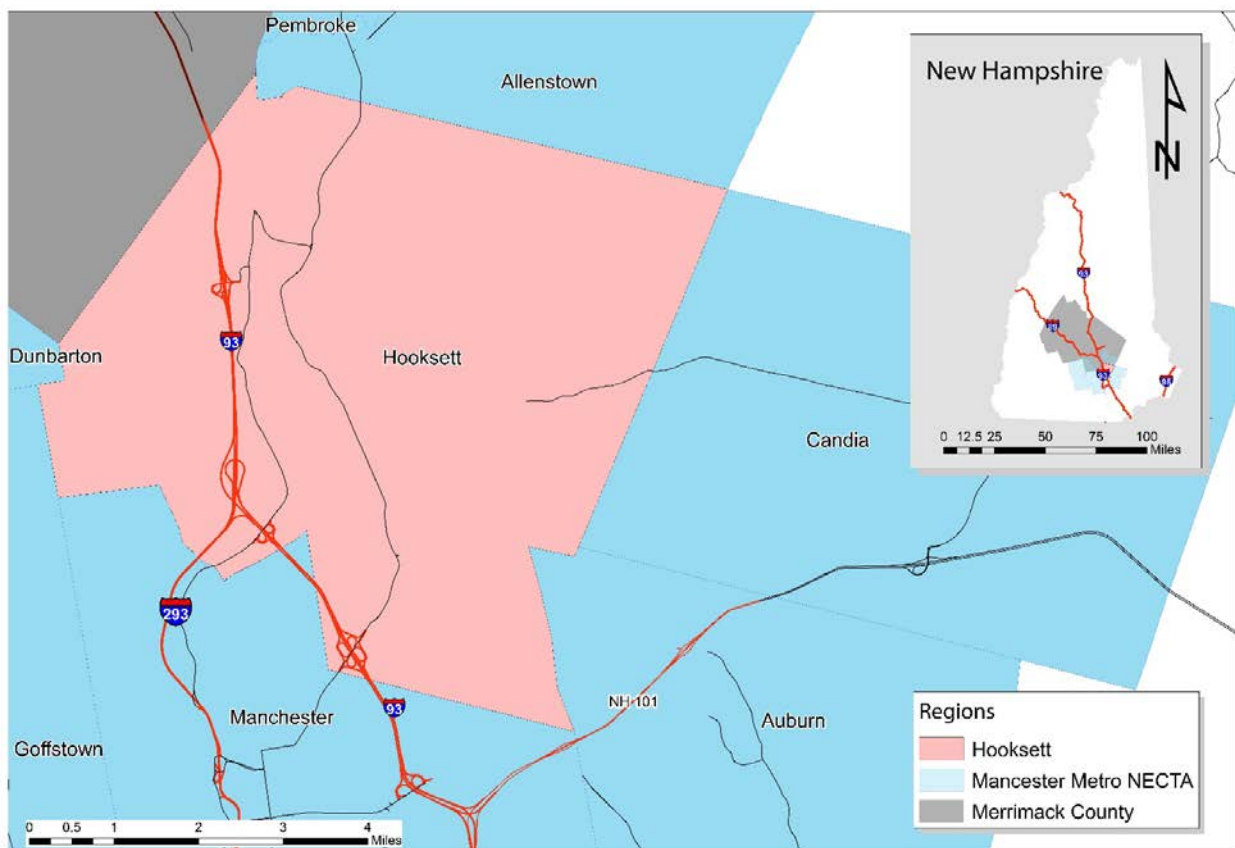 Pembroke
Allenstown
New Hampshire
N
93
89
93
95
0 12.5 25 50 75 100
Miles
93
Dunbarton
Hooksett
Candia
293
NH 101
93
Manchester
Auburn
Goffstown
Regions
Hooksett
Mancester Metro NECTA
Merrimack County
0 0.5 1 2 3 4
Miles